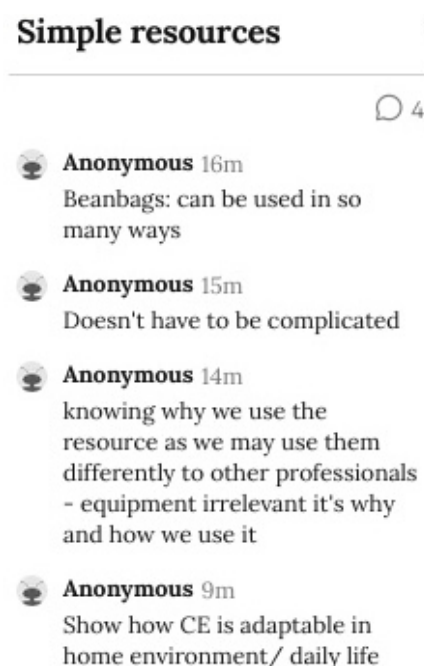 Simple resources
4
Anonymous 16m
Beanbags: can be used in so
many ways
Anonymous 15m
Doesn't have to be complicated
Anonymous 14m
knowing why we use the
resource as we may use them
differently to other professionals
- equipment irrelevant it's why
and how we use it
Anonymous 9m
Show how CE is adaptable in
home environment/ daily life